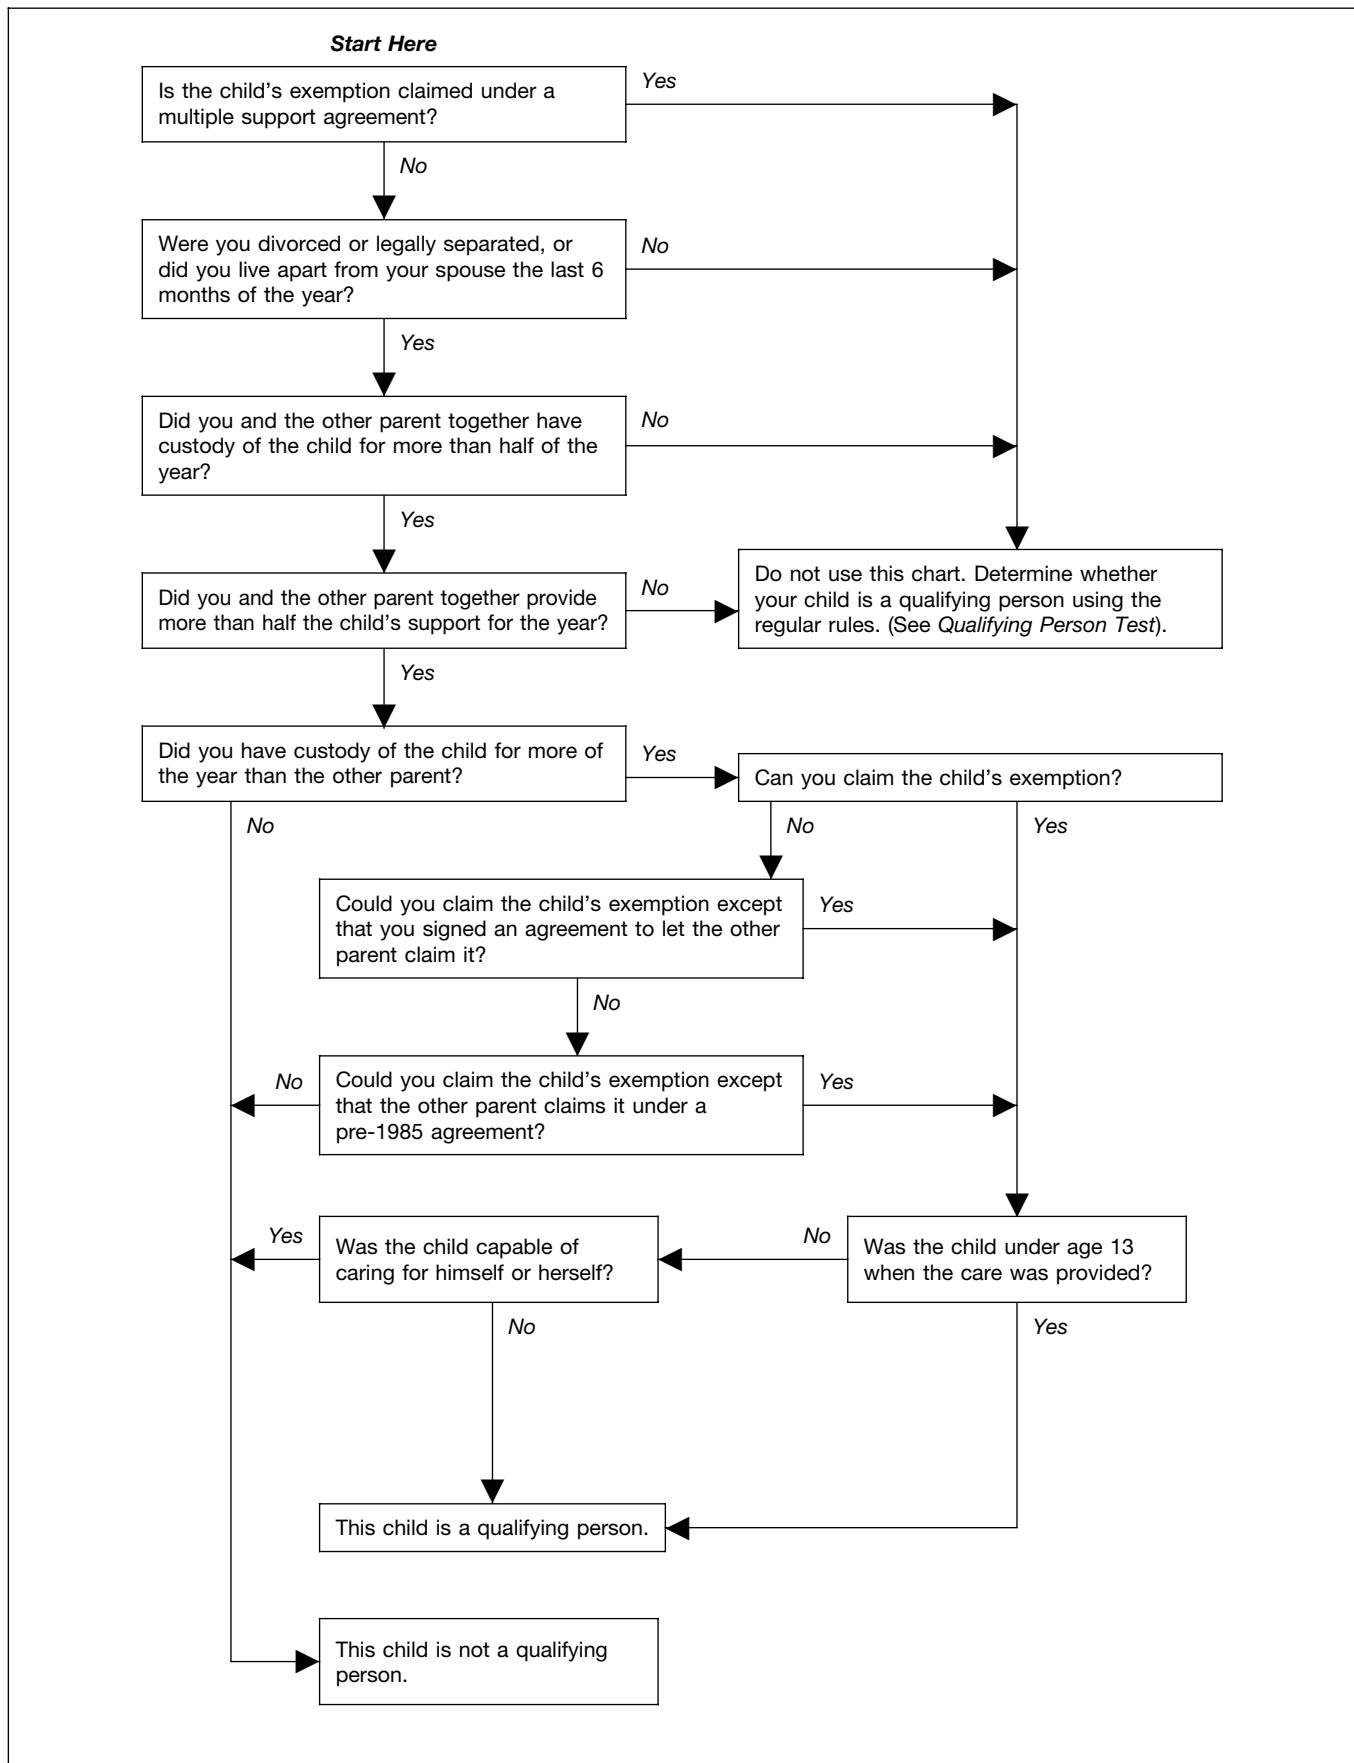 Start Here
Is the child’s exemption claimed under a
multiple support agreement?
Yes
No
Were you divorced or legally separated, or
did you live apart from your spouse the last 6
months of the year?
No
Yes
Did you and the other parent together have
custody of the child for more than half of the
year?
No
Yes
Did you and the other parent together provide
more than half the child’s support for the year?
No
Do not use this chart. Determine whether
your child is a qualifying person using the
regular rules. (See Qualifying Person Test).
Yes
Did you have custody of the child for more of
the year than the other parent?
Yes
Can you claim the child’s exemption?
No
No
Yes
Could you claim the child’s exemption except
that you signed an agreement to let the other
parent claim it?
Yes
No
No
Could you claim the child’s exemption except
that the other parent claims it under a
pre-1985 agreement?
Yes
Yes
Was the child capable of
caring for himself or herself?
No
Was the child under age 13
when the care was provided?
No
Yes
This child is a qualifying person.
This child is not a qualifying
person.